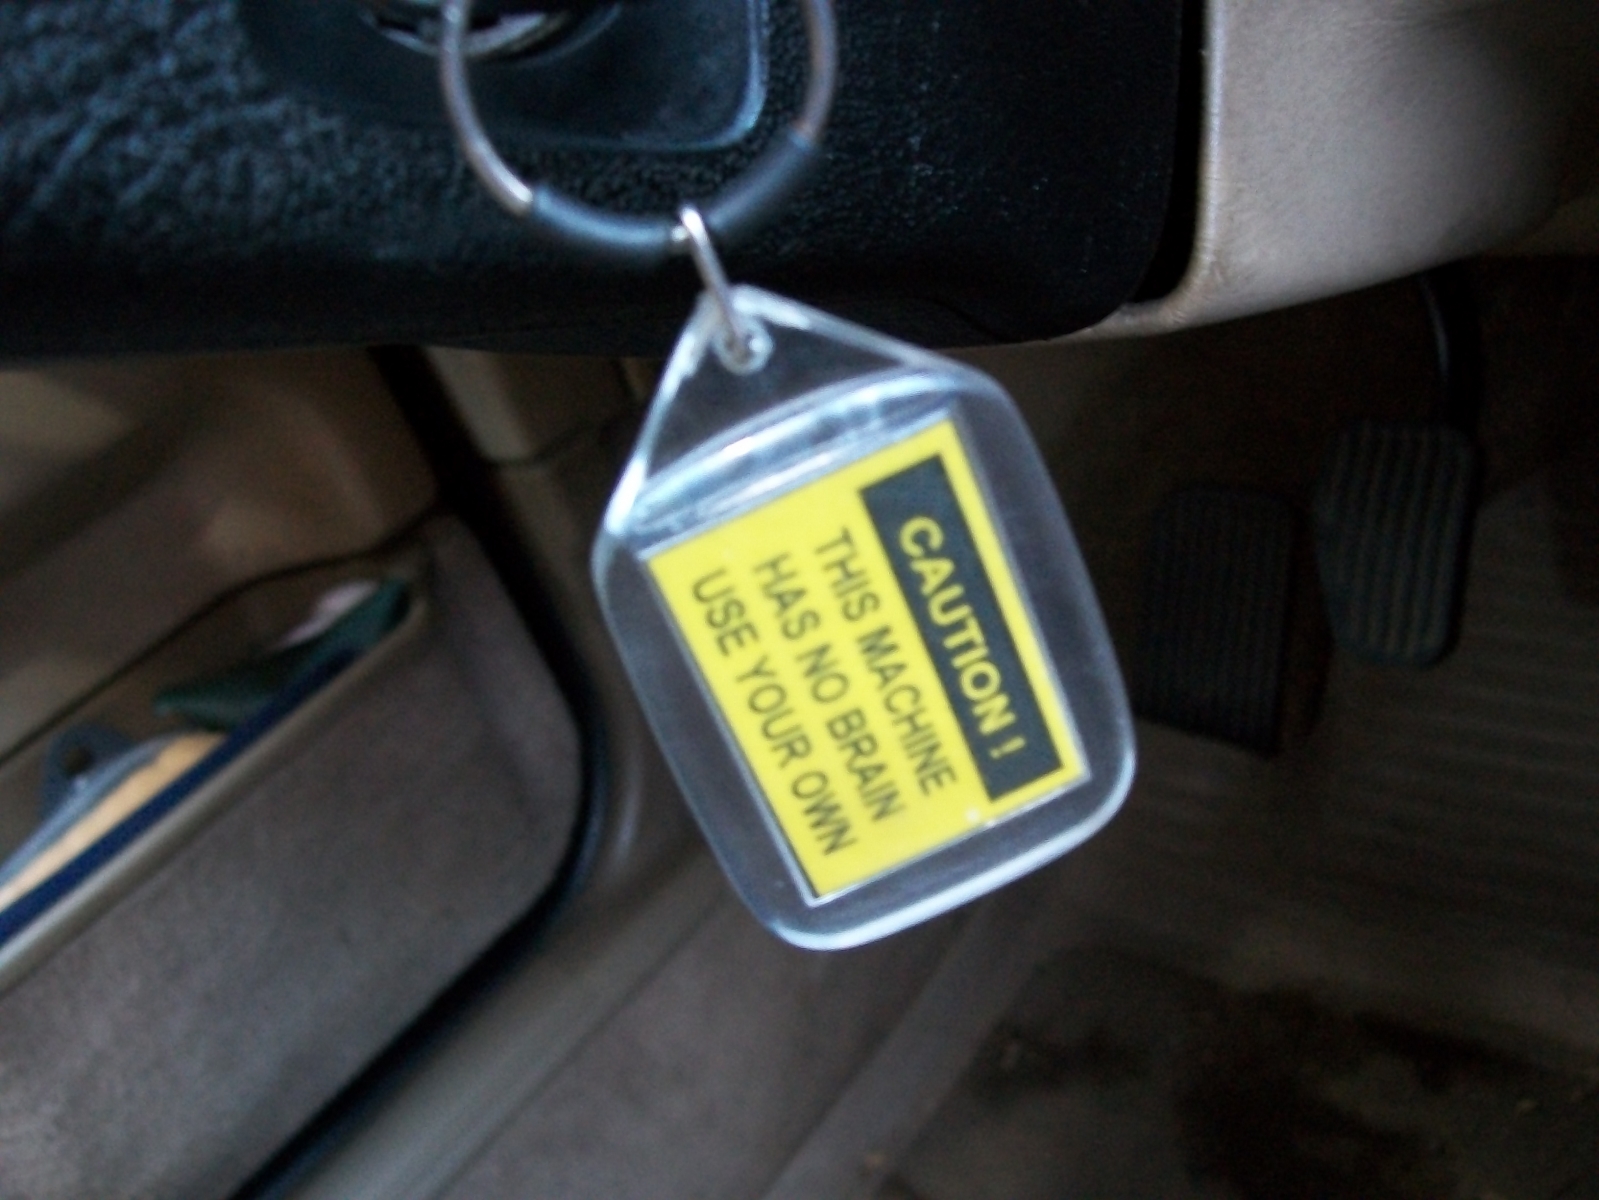 CAUTION !
THIS MACHINE
HAS NO BRAIN
USE YOUR OWN